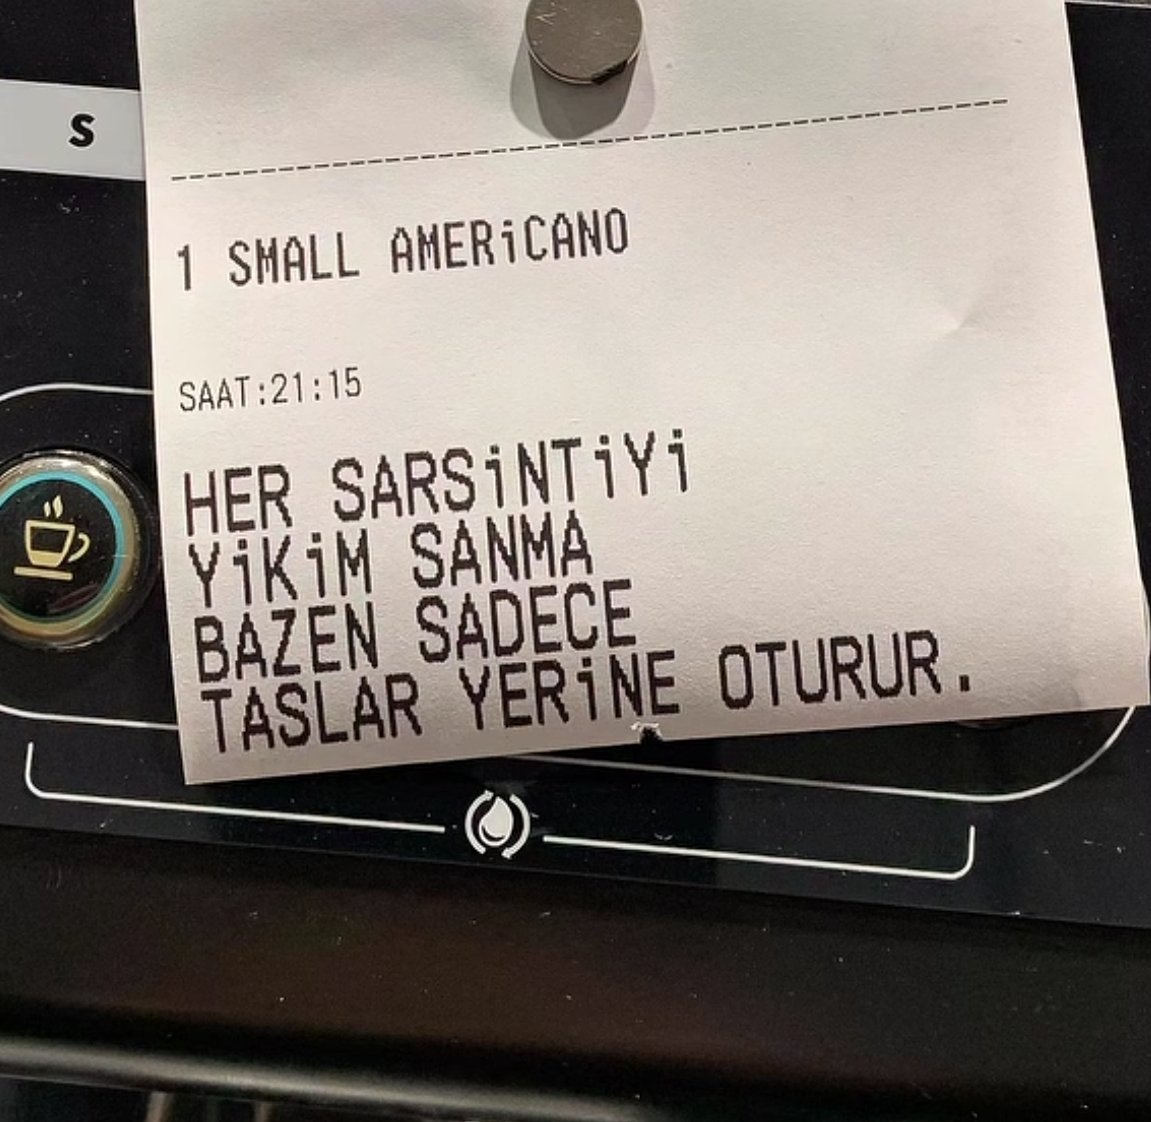 S
1 SMALL AMERiCANO
SAAT:21:15
HER SARSiNTiYi
YiKiM SANMA
BAZEN SADECE
TASLAR YERiNE OTURUR.